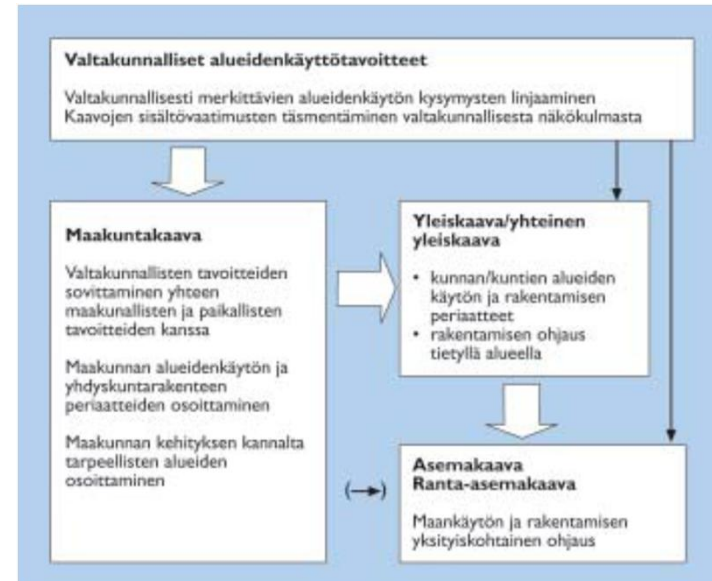 Valtakunnalliset alueidenkäyttötavoitteet
Valtakunnallisesti merkittävien alueidenkäytön kysymysten linjaaminen
Kaavojen sisältövaatimusten täsmentäminen valtakunnallisesta näkökulmasta
Maakuntakaava
Valtakunnallisten tavoitteiden
sovittaminen yhteen
maakunnallisten ja paikallisten
tavoitteiden kanssa
Maakunnan alueidenkäytön ja
yhdyskuntarakenteen
periaatteiden osoittaminen
Maakunnan kehityksen kannalta
tarpeellisten alueiden
osoittaminen
Yleiskaava/yhteinen
yleiskaava
• kunnan/kuntien alueiden
käytön ja rakentamisen
periaatteet
• rakentamisen ohjaus
tietyllä alueella
(→)
Asemakaava
Ranta-asemakaava
Maankäytön ja rakentamisen
yksityiskohtainen ohjaus